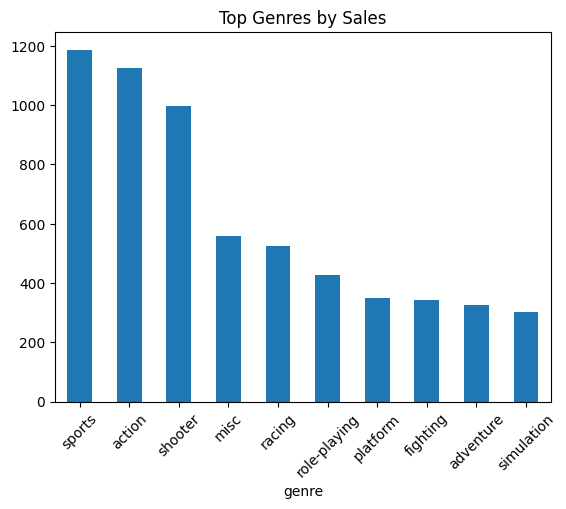 Top Genres by Sales
1200
1000
800
600
400
200
0
sports
action
shooter
misc
racing
role-playing
platform
fighting
adventure
simulation
genre